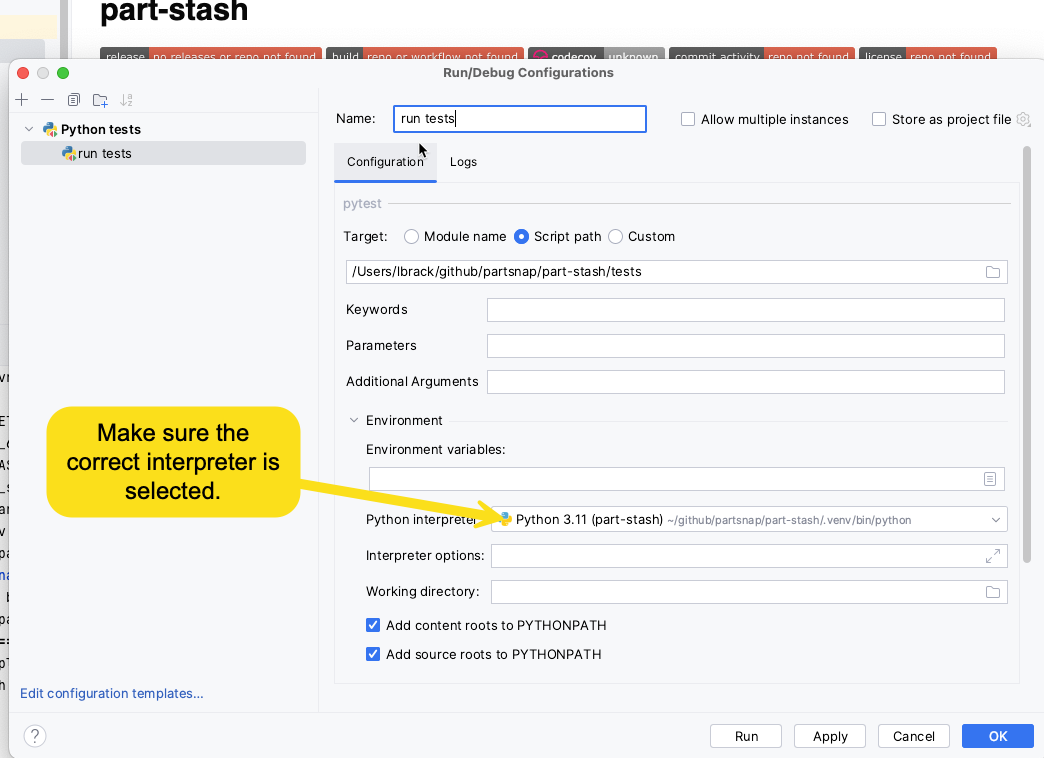 part-stash
release no releases or repo not found build repo or workflow not found codecov unknown commit activity repo not found license repo not found
Run/Debug Configurations
Name: run tests Allow multiple instances Store as project file
Python tests
run tests
Configuration Logs
pytest
Target: Module name Script path Custom
/Users/lbrack/github/partsnap/part-stash/tests
Keywords
Parameters
Additional Arguments
Environment
Make sure the
correct interpreter is
selected.
Environment variables:
Python interpreter Python 3.11 (part-stash) ~/github/partsnap/part-stash/.venv/bin/python
Interpreter options:
Working directory:
Add content roots to PYTHONPATH
Add source roots to PYTHONPATH
Edit configuration templates...
? Run Apply Cancel OK